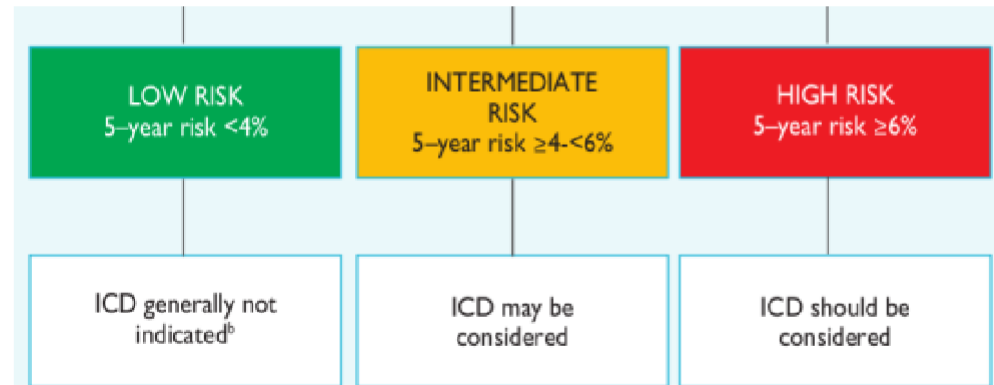 LOW RISK
5–year risk <4%
INTERMEDIATE
RISK
5–year risk ≥4-<6%
HIGH RISK
5–year risk ≥6%
ICD generally not
indicatedᵇ
ICD may be
considered
ICD should be
considered